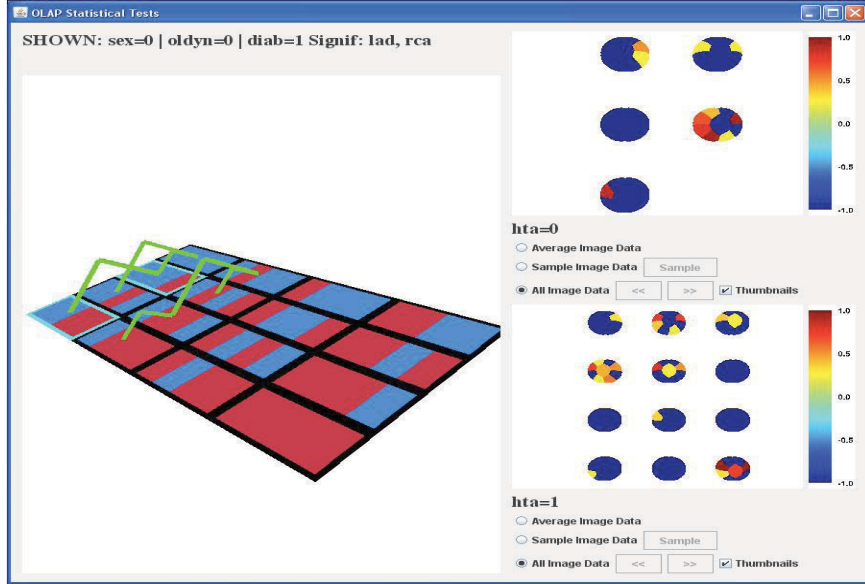 OLAP Statistical Tests
SHOWN: sex=0 | oldyn=0 | diab=1 Signif: lad, rca
1.0
0.5
0.0
-0.5
-1.0
hta=0
Average Image Data
Sample Image Data Sample
All Image Data << >> Thumbnails
1.0
0.5
0.0
-0.5
-1.0
hta=1
Average Image Data
Sample Image Data Sample
All Image Data << >> Thumbnails